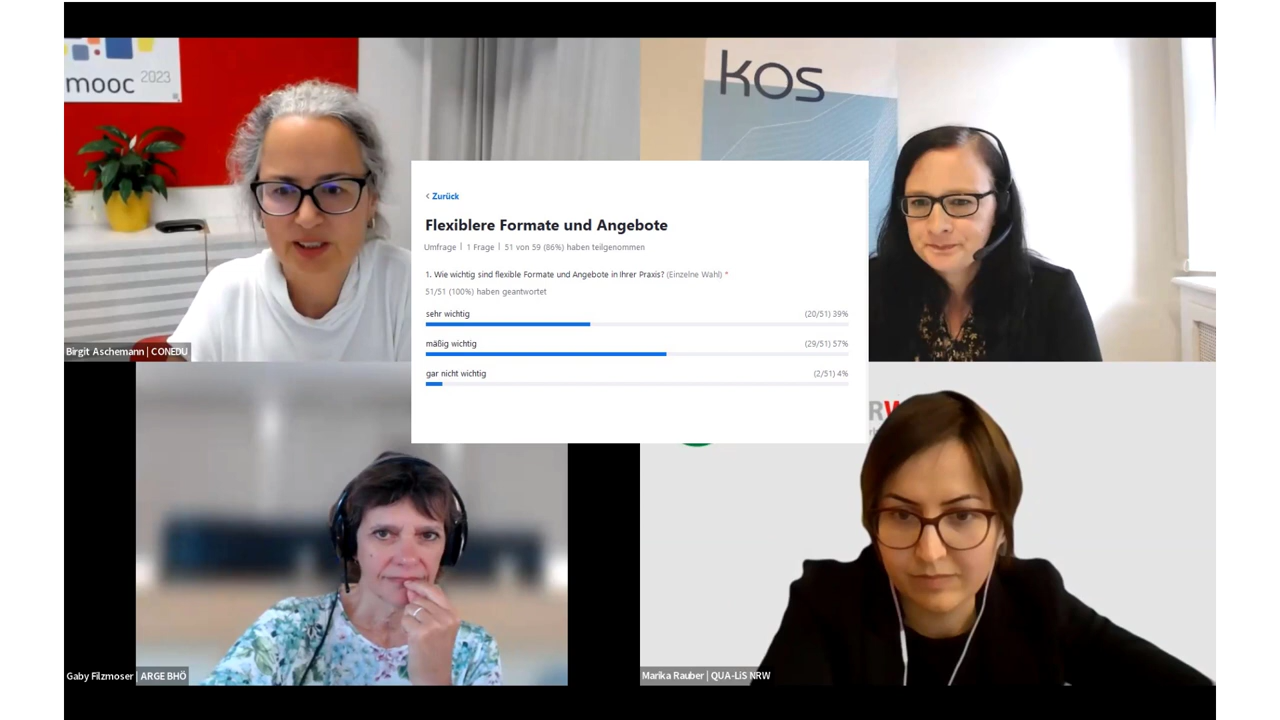 mooc 2023
kos
‹ Zurück
Flexiblere Formate und Angebote
Umfrage | 1 Frage | 51 von 59 (86%) haben teilgenommen
1. Wie wichtig sind flexible Formate und Angebote in Ihrer Praxis? (Einzelne Wahl) *
51/51 (100%) haben geantwortet
sehr wichtig (20/51) 39%
mäßig wichtig (29/51) 57%
gar nicht wichtig (2/51) 4%
Birgit Aschemann | CONEDU
Gaby Filzmoser | ARGE BHÖ
Marika Rauber | QUA-LiS NRW